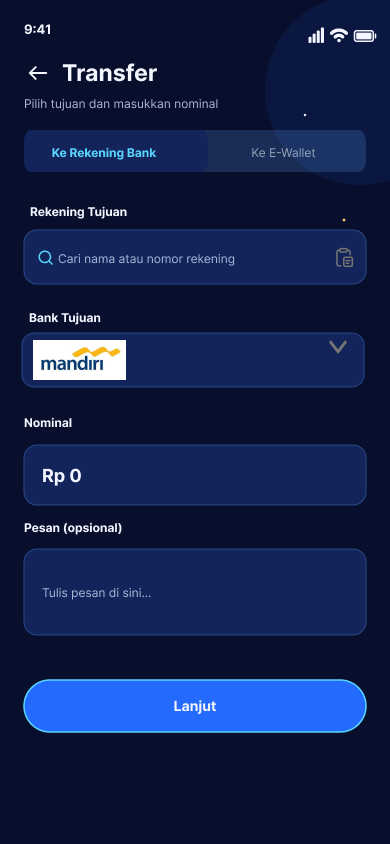 9:41
Transfer
Pilih tujuan dan masukkan nominal
Ke Rekening Bank
Ke E-Wallet
Rekening Tujuan
Cari nama atau nomor rekening
Bank Tujuan
mandiri
Nominal
Rp 0
Pesan (opsional)
Tulis pesan di sini...
Lanjut